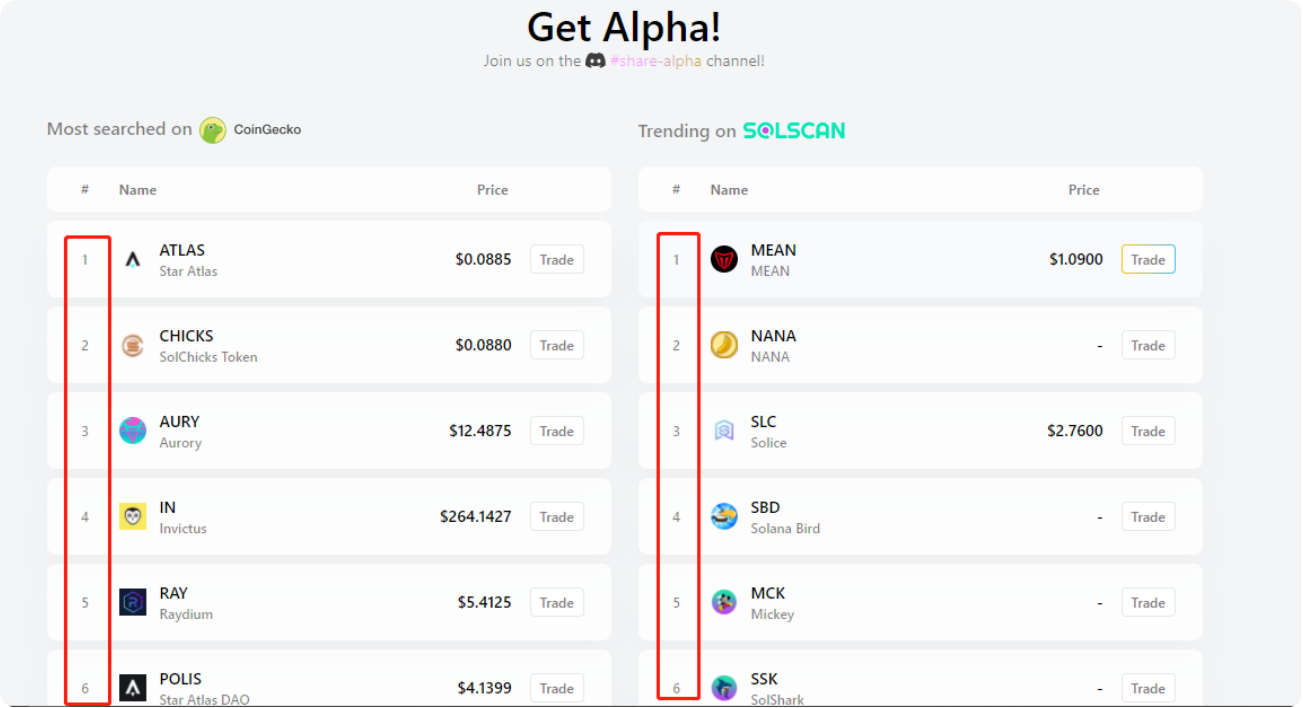 Get Alpha!
Join us on the #share-alpha channel!
Most searched on CoinGecko
# Name Price
1 ATLAS $0.0885 Trade
Star Atlas
2 CHICKS $0.0880 Trade
SolChicks Token
3 AURY $12.4875 Trade
Aurory
4 IN $264.1427 Trade
Invictus
5 RAY $5.4125 Trade
Raydium
6 POLIS $4.1399 Trade
Star Atlas DAO
Trending on SOLSCAN
# Name Price
1 MEAN $1.0900 Trade
MEAN
2 NANA - Trade
NANA
3 SLC $2.7600 Trade
Solice
4 SBD - Trade
Solana Bird
5 MCK - Trade
Mickey
6 SSK - Trade
SolShark